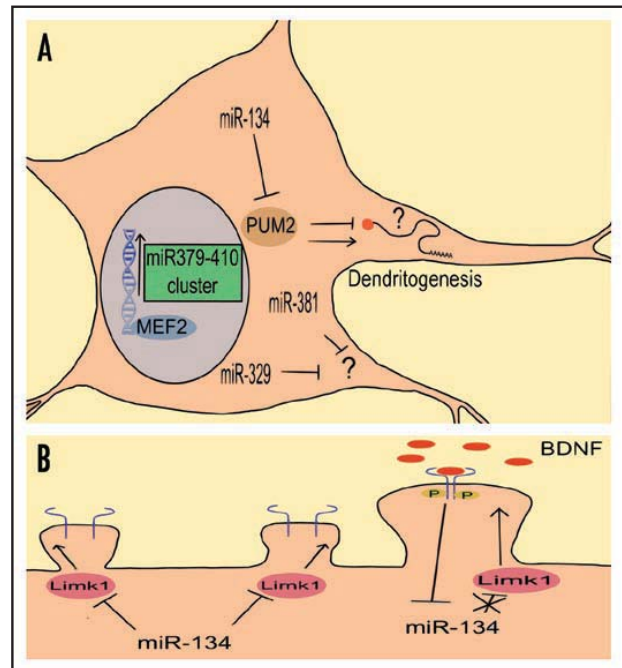 A
miR-134
PUM2
?
miR379-410
cluster
Dendritogenesis
miR-381
MEF2
miR-329
?
B
BDNF
P P
Limk1
Limk1
Limk1
miR-134
miR-134